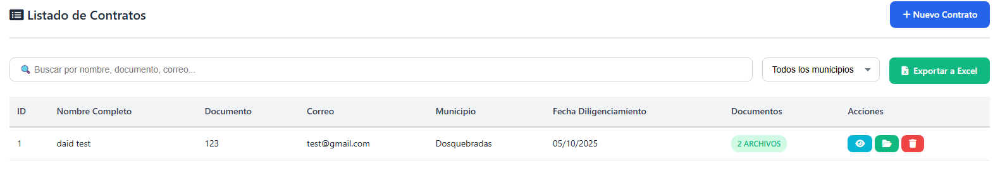 Listado de Contratos
+ Nuevo Contrato
Buscar por nombre, documento, correo...
Todos los municipios
Exportar a Excel
ID Nombre Completo Documento Correo Municipio Fecha Diligenciamiento Documentos Acciones
1 daid test 123 test@gmail.com Dosquebradas 05/10/2025 2 ARCHIVOS